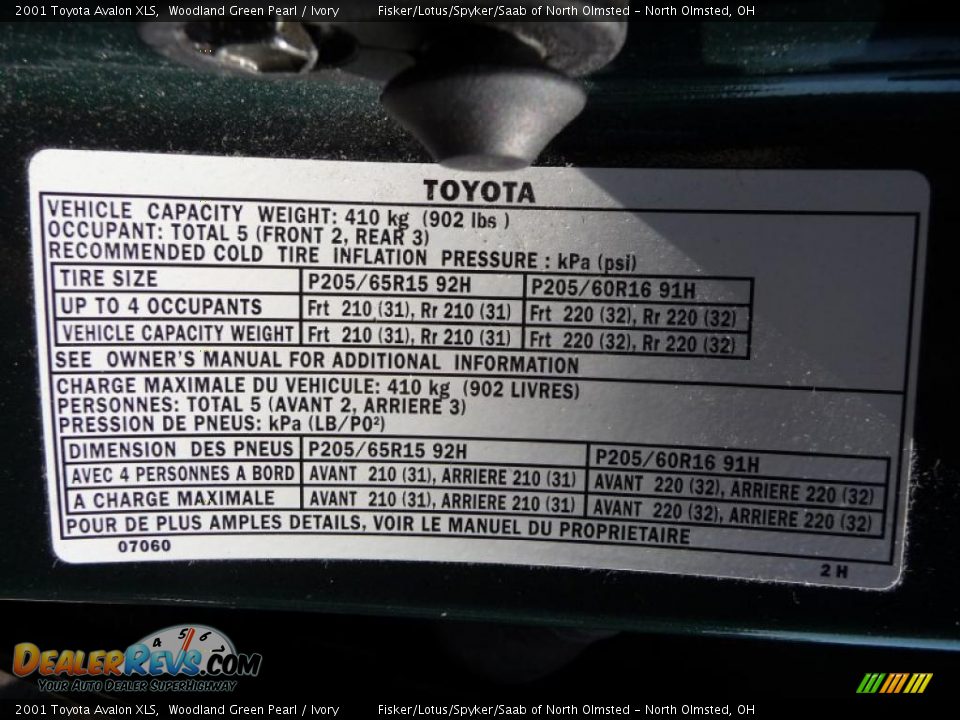 2001 Toyota Avalon XLS, Woodland Green Pearl / Ivory Fisker/Lotus/Spyker/Saab of North Olmsted - North Olmsted, OH
TOYOTA
VEHICLE CAPACITY WEIGHT: 410 kg (902 lbs )
OCCUPANT: TOTAL 5 (FRONT 2, REAR 3)
RECOMMENDED COLD TIRE INFLATION PRESSURE : kPa (psi)
TIRE SIZE P205/65R15 92H P205/60R16 91H
UP TO 4 OCCUPANTS Frt 210 (31), Rr 210 (31) Frt 220 (32), Rr 220 (32)
VEHICLE CAPACITY WEIGHT Frt 210 (31), Rr 210 (31) Frt 220 (32), Rr 220 (32)
SEE OWNER'S MANUAL FOR ADDITIONAL INFORMATION
CHARGE MAXIMALE DU VEHICULE: 410 kg (902 LIVRES)
PERSONNES: TOTAL 5 (AVANT 2, ARRIERE 3)
PRESSION DE PNEUS: kPa (LB/PO²)
DIMENSION DES PNEUS P205/65R15 92H P205/60R16 91H
AVEC 4 PERSONNES A BORD AVANT 210 (31), ARRIERE 210 (31) AVANT 220 (32), ARRIERE 220 (32)
A CHARGE MAXIMALE AVANT 210 (31), ARRIERE 210 (31) AVANT 220 (32), ARRIERE 220 (32)
POUR DE PLUS AMPLES DETAILS, VOIR LE MANUEL DU PROPRIETAIRE
07060 2 H
4 5 6
DEALERREVS.COM
YOUR AUTO DEALER SUPERHIGHWAY
2001 Toyota Avalon XLS, Woodland Green Pearl / Ivory Fisker/Lotus/Spyker/Saab of North Olmsted - North Olmsted, OH